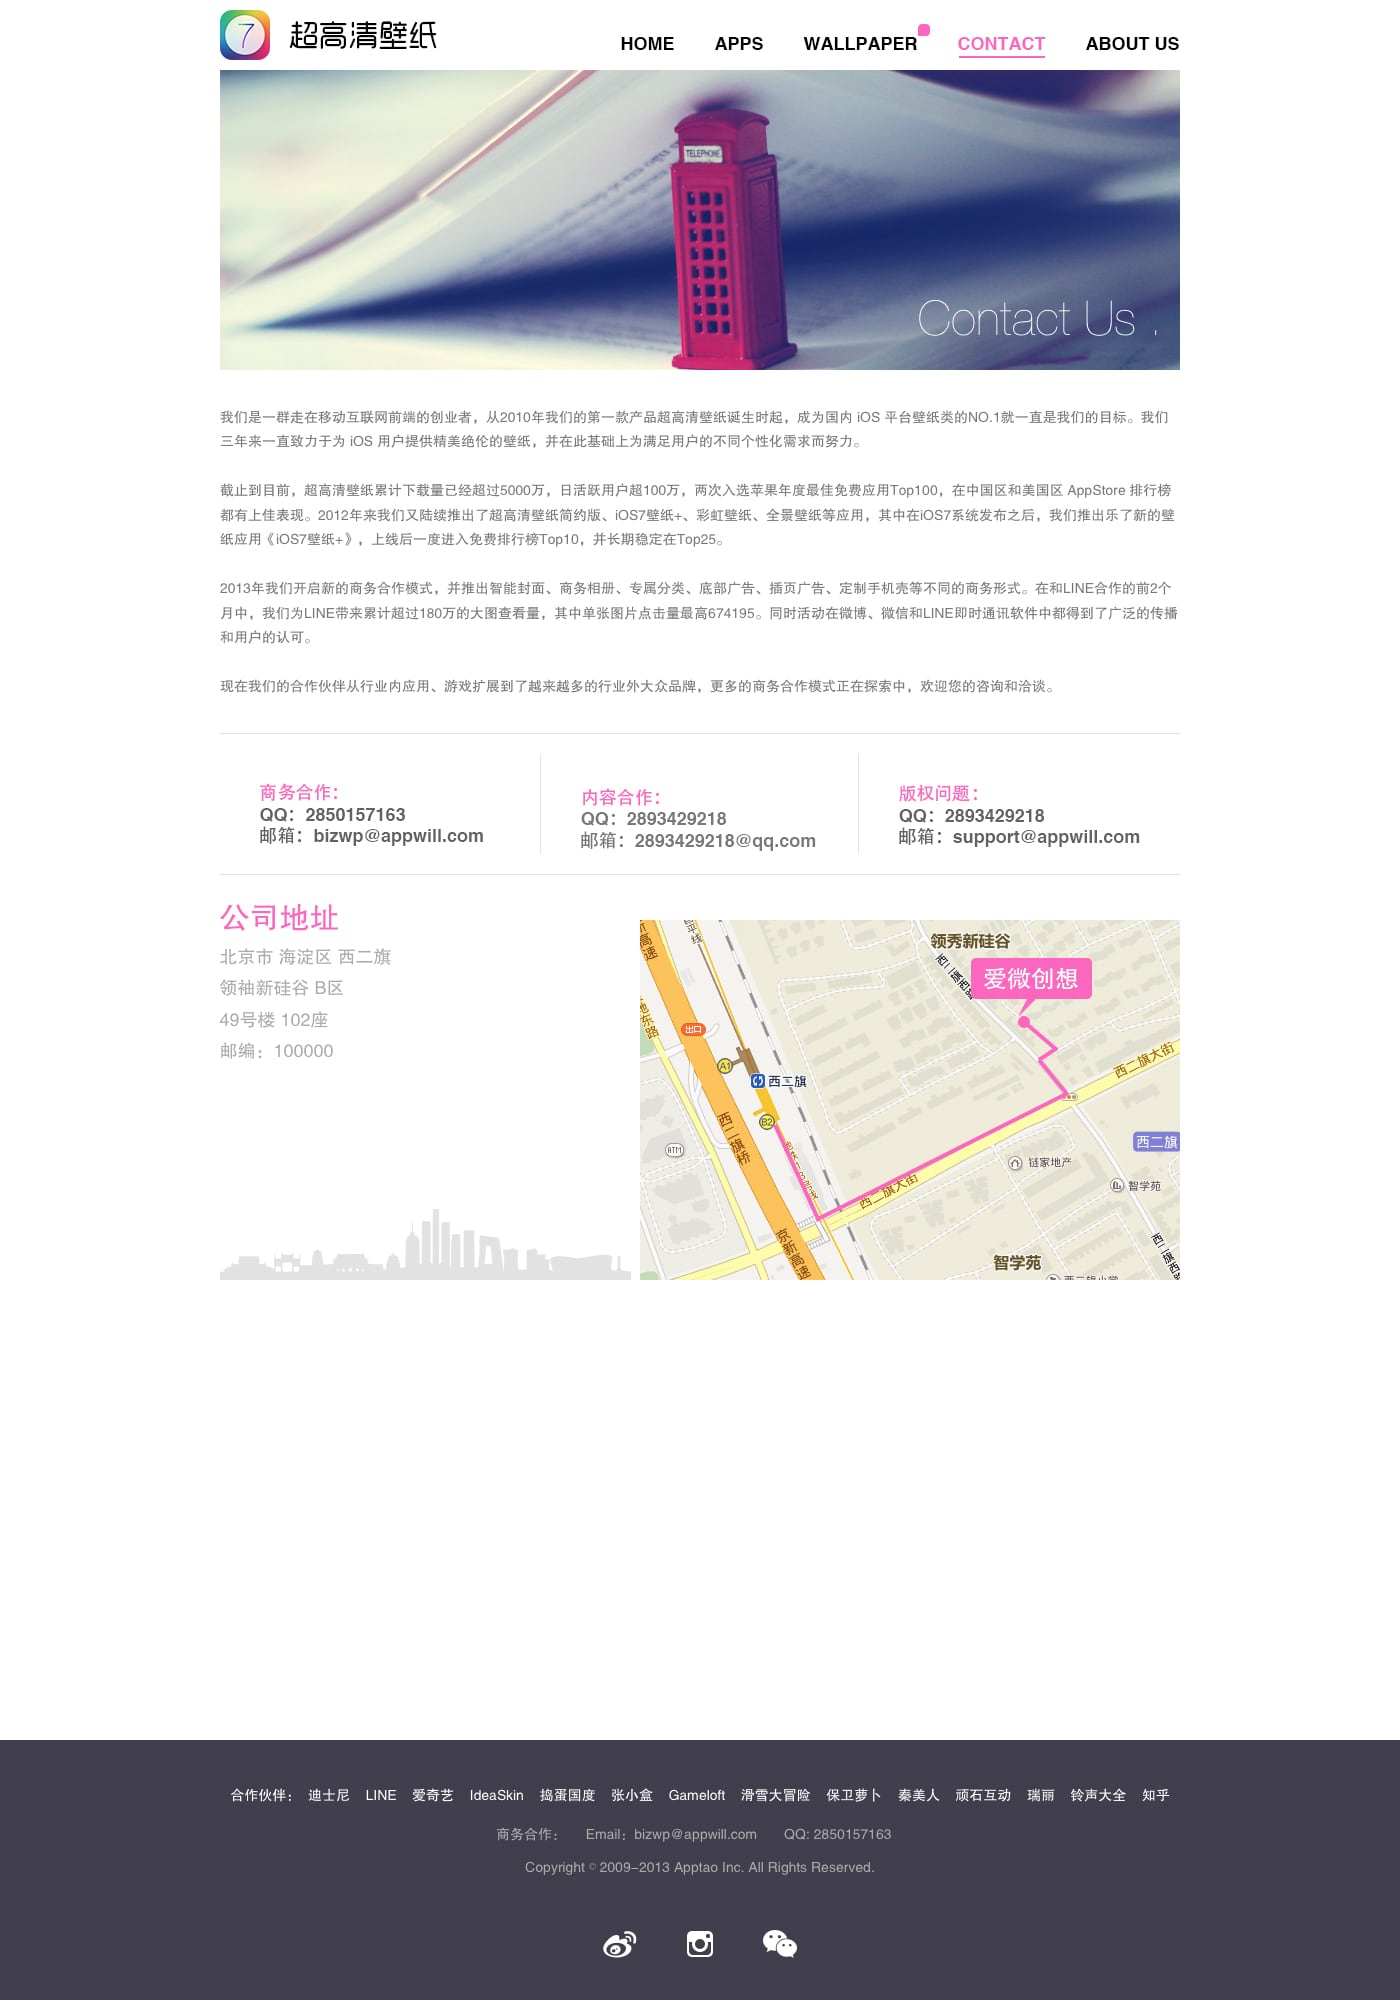 7 超高清壁纸
HOME APPS WALLPAPER CONTACT ABOUT US
TELEPHONE
Contact Us .
我们是一群走在移动互联网前端的创业者，从2010年我们的第一款产品超高清壁纸诞生时起，成为国内 iOS 平台壁纸类的NO.1就一直是我们的目标。我们
三年来一直致力于为 iOS 用户提供精美绝伦的壁纸，并在此基础上为满足用户的不同个性化需求而努力。
截止到目前，超高清壁纸累计下载量已经超过5000万，日活跃用户超100万，两次入选苹果年度最佳免费应用Top100，在中国区和美国区 AppStore 排行榜
都有上佳表现。2012年来我们又陆续推出了超高清壁纸简约版、iOS7壁纸+、彩虹壁纸、全景壁纸等应用，其中在iOS7系统发布之后，我们推出乐了新的壁
纸应用《iOS7壁纸+》，上线后一度进入免费排行榜Top10，并长期稳定在Top25。
2013年我们开启新的商务合作模式，并推出智能封面、商务相册、专属分类、底部广告、插页广告、定制手机壳等不同的商务形式。在和LINE合作的前2个
月中，我们为LINE带来累计超过180万的大图查看量，其中单张图片点击量最高674195。同时活动在微博、微信和LINE即时通讯软件中都得到了广泛的传播
和用户的认可。
现在我们的合作伙伴从行业内应用、游戏扩展到了越来越多的行业外大众品牌，更多的商务合作模式正在探索中，欢迎您的咨询和洽谈。
商务合作：
QQ：2850157163
邮箱：bizwp@appwill.com
内容合作：
QQ：2893429218
邮箱：2893429218@qq.com
版权问题：
QQ：2893429218
邮箱：support@appwill.com
公司地址
北京市 海淀区 西二旗
领袖新硅谷 B区
49号楼 102座
邮编：100000
高速
平线
领秀新硅谷
爱微创想
地东路
出口
A1
西二旗
西二旗大街
B2
西二旗桥
ATM
西二旗
链家地产
智学苑
西二旗大街
京新高速
智学苑
西二旗小学
合作伙伴： 迪士尼 LINE 爱奇艺 IdeaSkin 捣蛋国度 张小盒 Gameloft 滑雪大冒险 保卫萝卜 秦美人 顽石互动 瑞丽 铃声大全 知乎
商务合作： Email：bizwp@appwill.com QQ: 2850157163
Copyright © 2009-2013 Apptao Inc. All Rights Reserved.